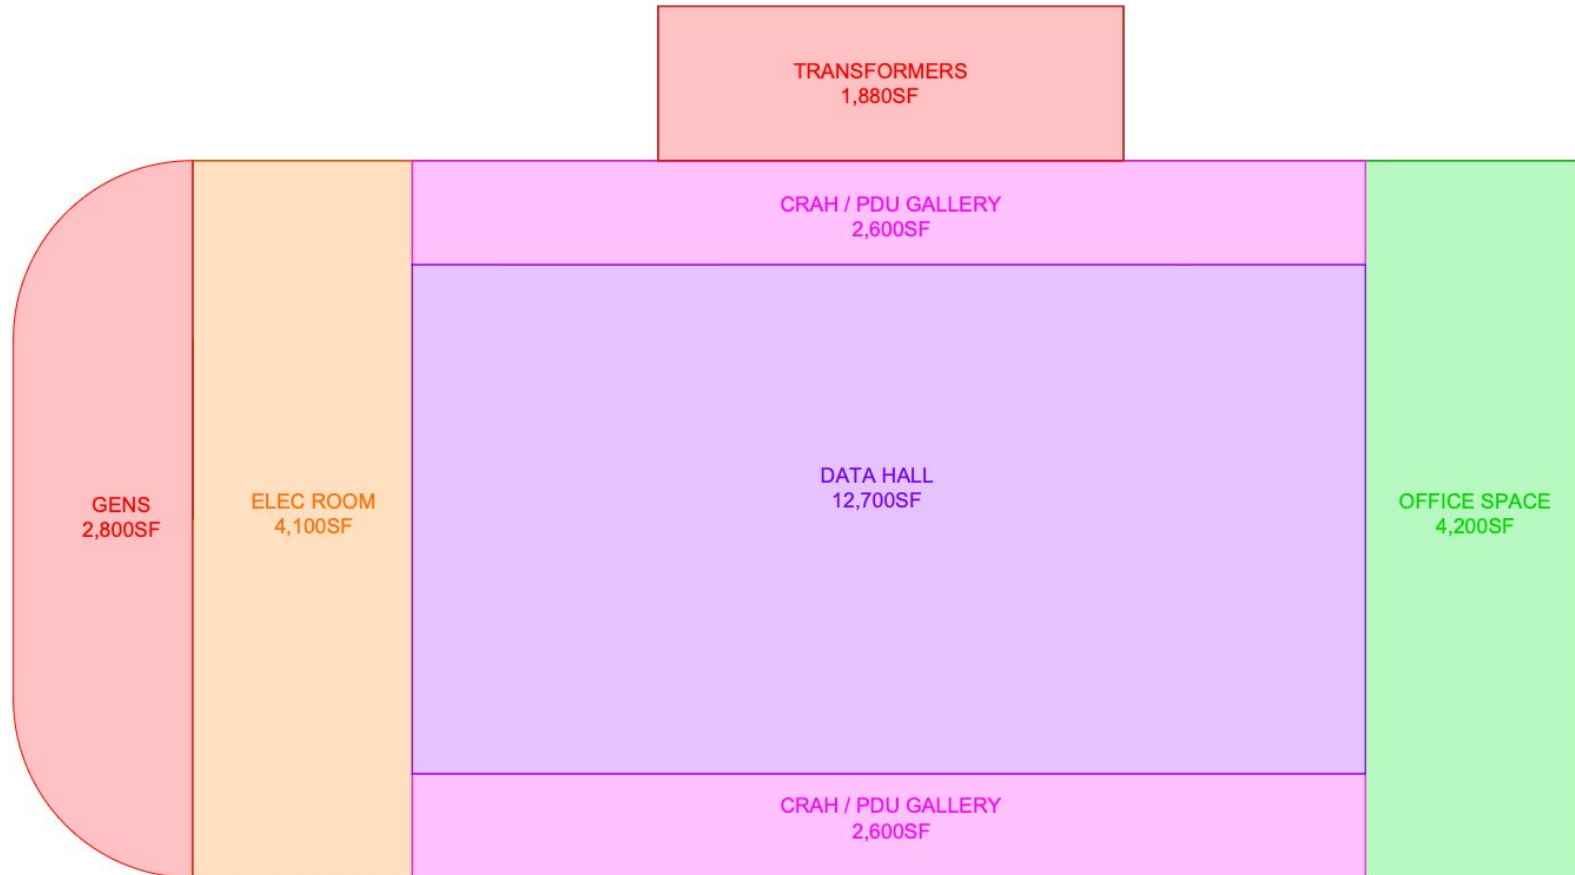 TRANSFORMERS
1,880SF
CRAH / PDU GALLERY
2,600SF
DATA HALL
12,700SF
GENS
2,800SF
ELEC ROOM
4,100SF
OFFICE SPACE
4,200SF
CRAH / PDU GALLERY
2,600SF